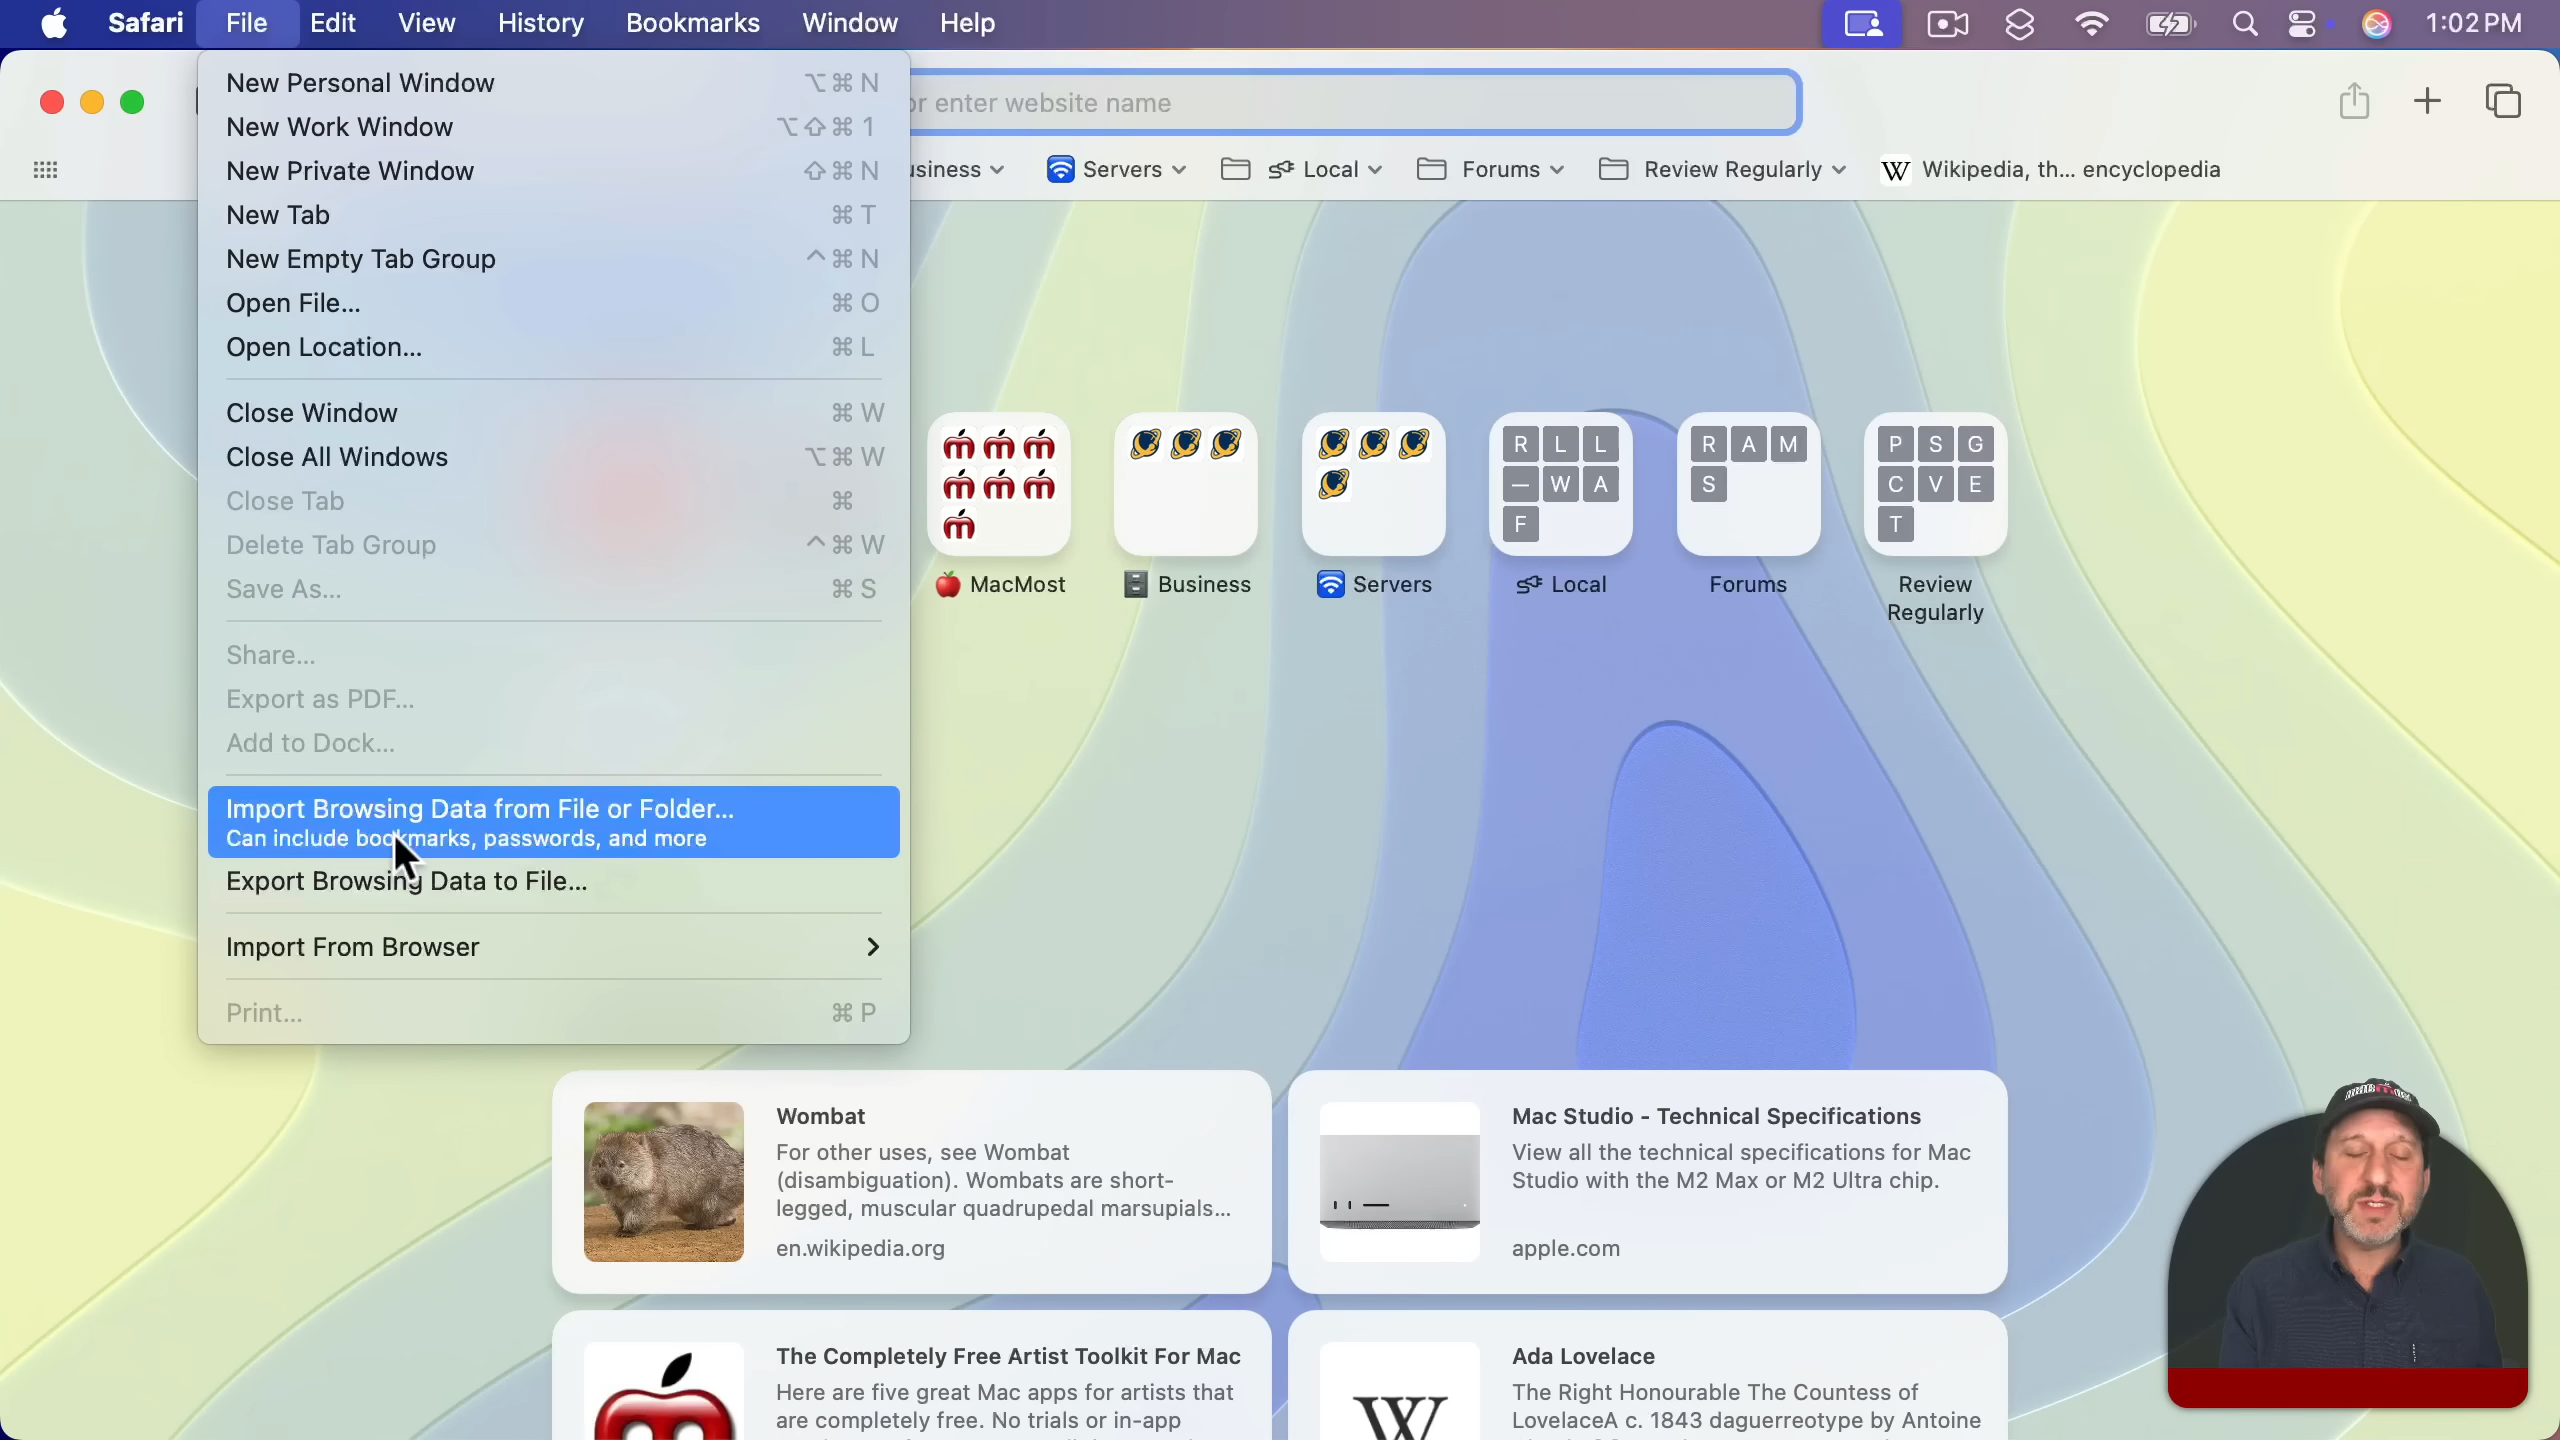 Safari File Edit View History Bookmarks Window Help 1:02 PM
New Personal Window ⌥⌘N
New Work Window ⌥⇧⌘1
New Private Window ⇧⌘N
New Tab ⌘T
New Empty Tab Group ^⌘N
Open File... ⌘O
Open Location... ⌘L
Close Window ⌘W
Close All Windows ⌥⌘W
Close Tab ⌘
Delete Tab Group ^⌘W
Save As... ⌘S
Share...
Export as PDF...
Add to Dock...
Import Browsing Data from File or Folder...
Can include bookmarks, passwords, and more
Export Browsing Data to File...
Import From Browser
Print... ⌘P
or enter website name
usiness Servers Local Forums Review Regularly W Wikipedia, th... encyclopedia
R L L
— W A
F
R A M
S
P S G
C V E
T
MacMost Business Servers Local Forums Review
Regularly
Wombat
For other uses, see Wombat
(disambiguation). Wombats are short-
legged, muscular quadrupedal marsupials...
en.wikipedia.org
Mac Studio - Technical Specifications
View all the technical specifications for Mac
Studio with the M2 Max or M2 Ultra chip.
apple.com
The Completely Free Artist Toolkit For Mac
Here are five great Mac apps for artists that
are completely free. No trials or in-app
W
Ada Lovelace
The Right Honourable The Countess of
LovelaceA c. 1843 daguerreotype by Antoine